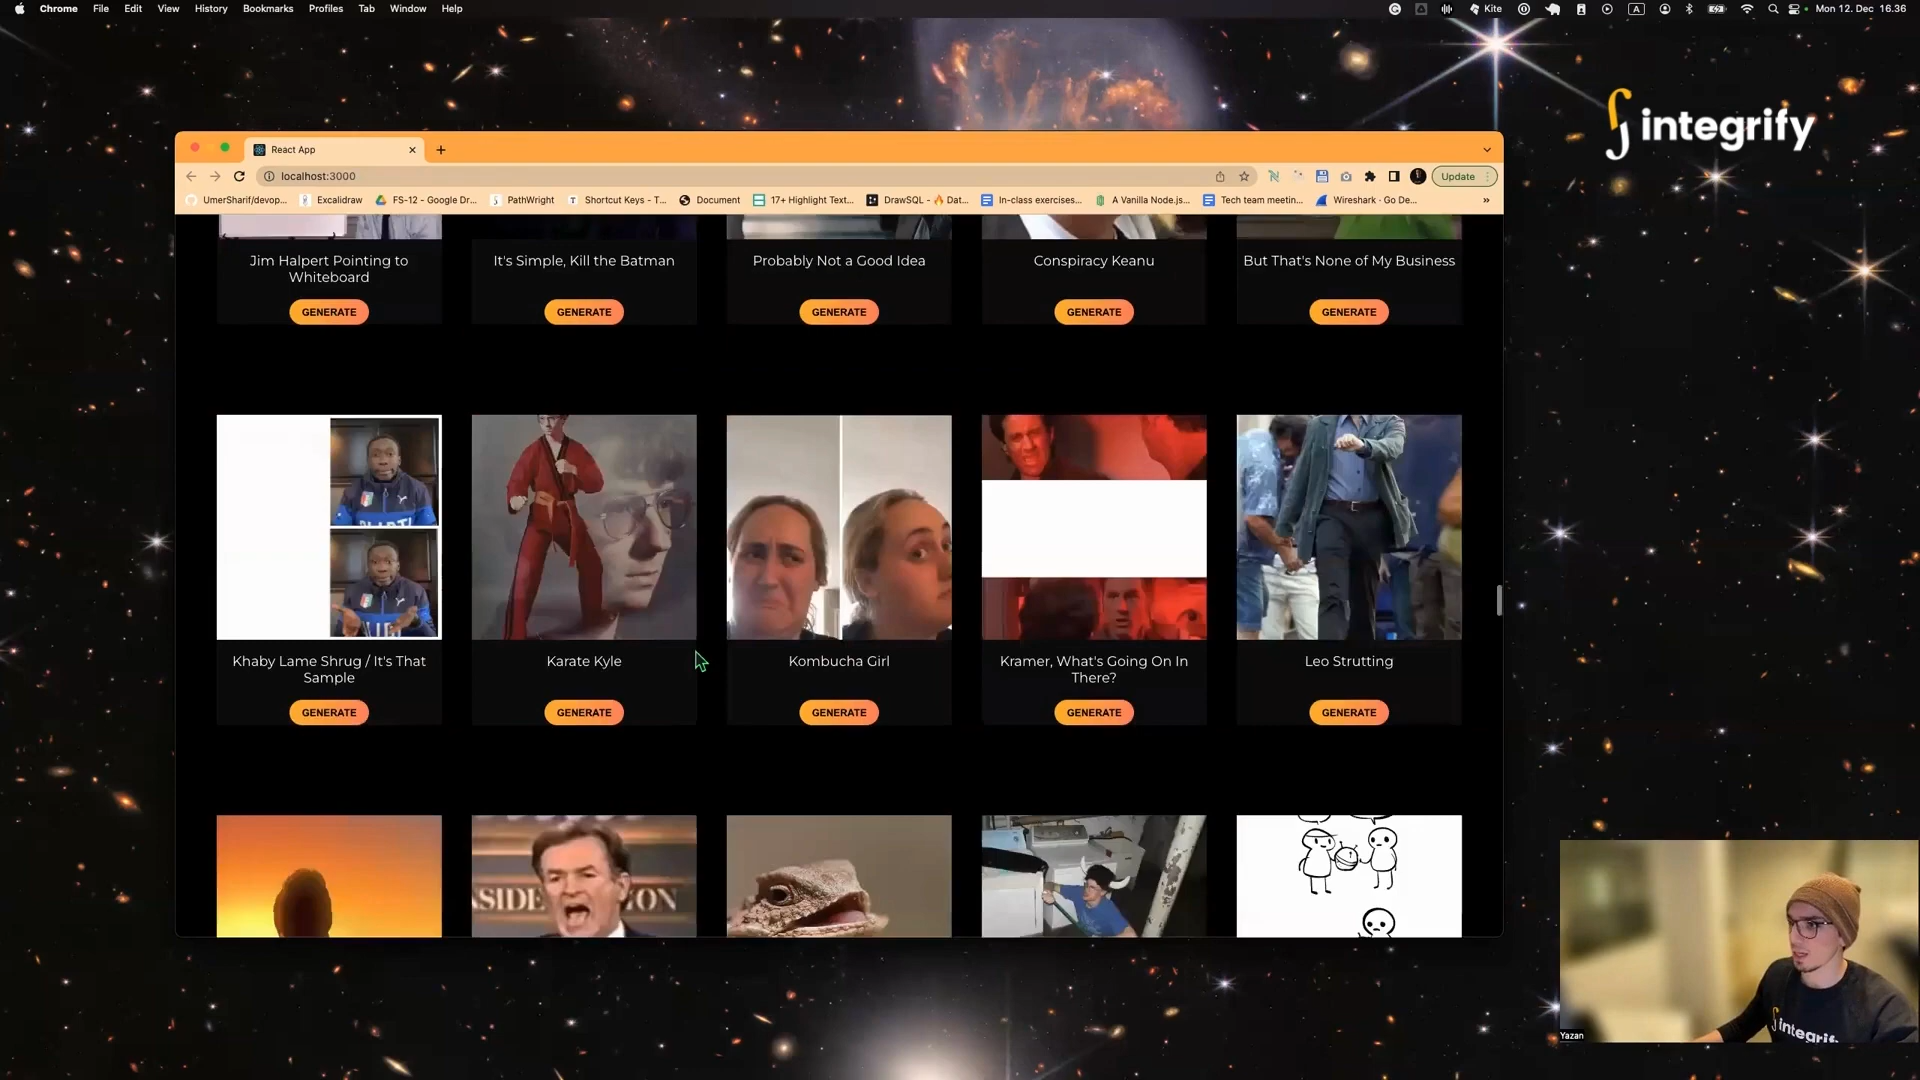 Chrome File Edit View History Bookmarks Profiles Tab Window Help
Kite
A
Mon 12. Dec 16.36
integrify
React App
localhost:3000
Update
UmerSharif/devop...
Excalidraw
FS-12 - Google Dr...
PathWright
Shortcut Keys - T...
Document
17+ Highlight Text...
DrawSQL - 🔥 Dat...
In-class exercises...
A Vanilla Node.js...
Tech team meetin...
Wireshark · Go De...
»
Jim Halpert Pointing to
Whiteboard
It's Simple, Kill the Batman
Probably Not a Good Idea
Conspiracy Keanu
But That's None of My Business
GENERATE
GENERATE
GENERATE
GENERATE
GENERATE
Khaby Lame Shrug / It's That
Sample
Karate Kyle
Kombucha Girl
Kramer, What's Going On In
There?
Leo Strutting
GENERATE
GENERATE
GENERATE
GENERATE
GENERATE
Yazan
integrify